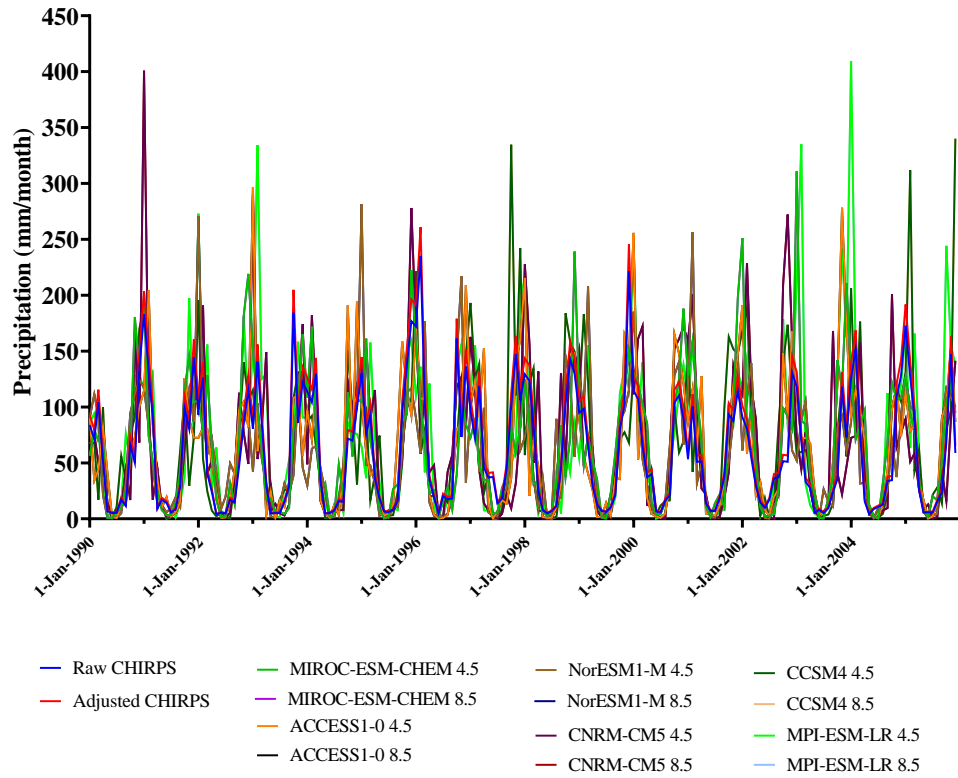 450
400
350
300
250
200
150
100
50
0
Precipitation (mm/month)
1-Jan-1990
1-Jan-1992
1-Jan-1994
1-Jan-1996
1-Jan-1998
1-Jan-2000
1-Jan-2002
1-Jan-2004
Raw CHIRPS
Adjusted CHIRPS
MIROC-ESM-CHEM 4.5
MIROC-ESM-CHEM 8.5
ACCESS1-0 4.5
ACCESS1-0 8.5
NorESM1-M 4.5
NorESM1-M 8.5
CNRM-CM5 4.5
CNRM-CM5 8.5
CCSM4 4.5
CCSM4 8.5
MPI-ESM-LR 4.5
MPI-ESM-LR 8.5